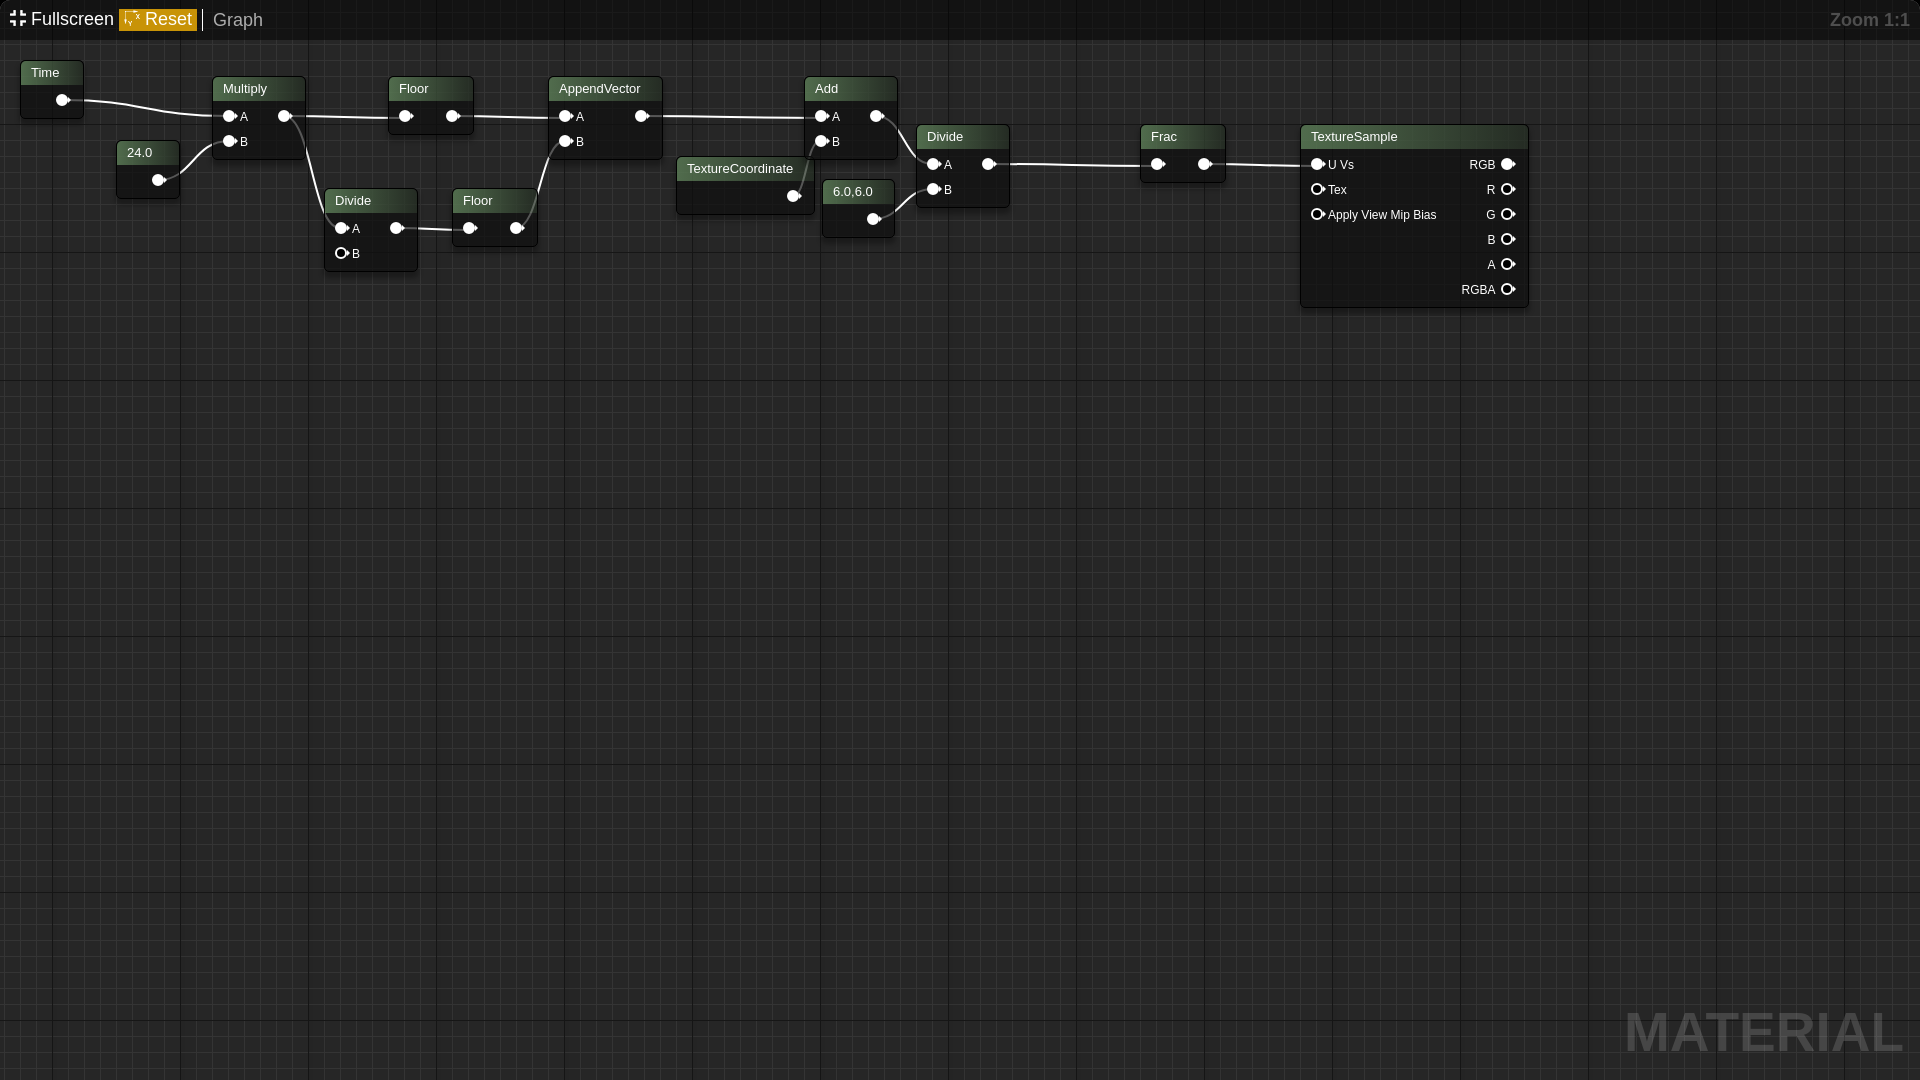 Fullscreen Reset Graph Zoom 1:1
Time
24.0
Multiply
A
B
Divide
A
B
Floor
Floor
AppendVector
A
B
TextureCoordinate
Add
A
B
6.0,6.0
Divide
A
B
Frac
TextureSample
U Vs RGB
Tex R
Apply View Mip Bias G
B
A
RGBA
MATERIAL